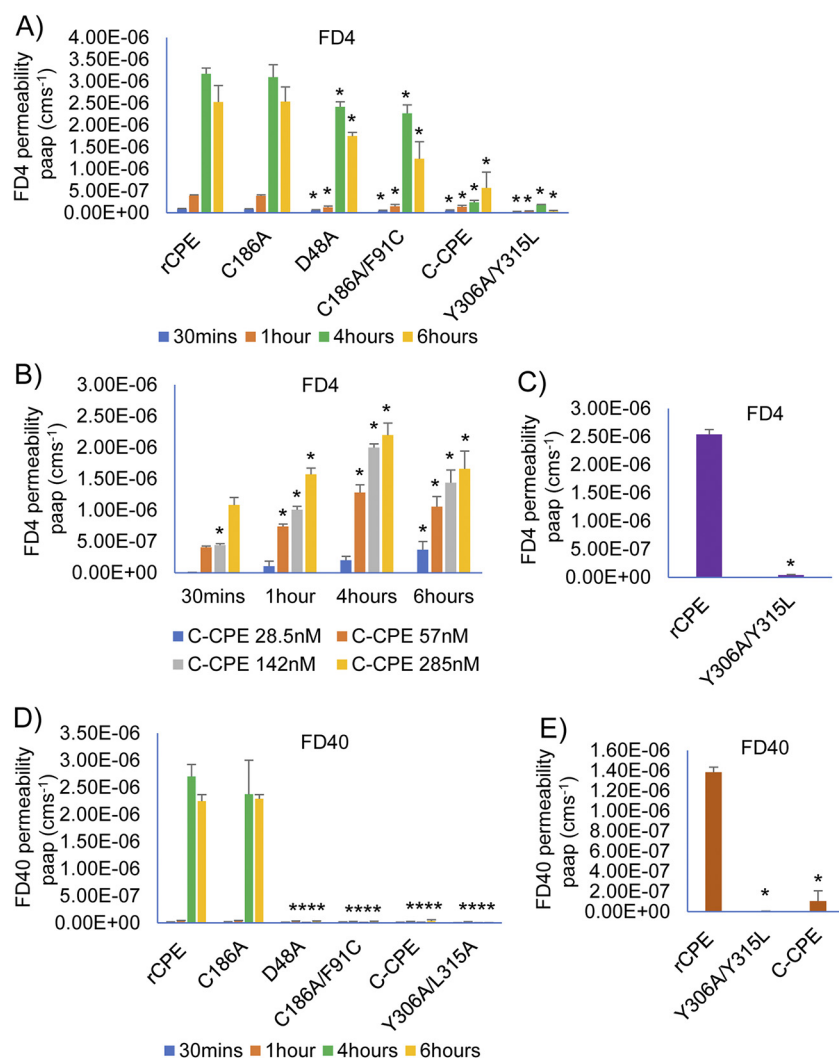 A)
FD4
FD4 permeability
paap (cms-1)
4.00E-06
3.50E-06
3.00E-06
2.50E-06
2.00E-06
1.50E-06
1.00E-06
5.00E-07
0.00E+00
* * * *
* * * *
* * * *
* * * *
rCPE
C186A
D48A
C186A/F91C
C-CPE
Y306A/Y315L
30mins 1hour 4hours 6hours
B)
FD4
FD4 permeability
paap (cms-1)
3.00E-06
2.50E-06
2.00E-06
1.50E-06
1.00E-06
5.00E-07
0.00E+00
*
* * *
* * *
* * * *
30mins 1hour 4hours 6hours
C-CPE 28.5nM C-CPE 57nM
C-CPE 142nM C-CPE 285nM
C)
FD4
FD4 permeability
paap (cms-1)
3.00E-06
2.50E-06
2.00E-06
1.50E-06
1.00E-06
5.00E-07
0.00E+00
*
rCPE
Y306A/Y315L
D)
FD40
FD40 permeability
paap (cms-1)
3.50E-06
3.00E-06
2.50E-06
2.00E-06
1.50E-06
1.00E-06
5.00E-07
0.00E+00
**** **** **** ****
rCPE
C186A
D48A
C186A/F91C
C-CPE
Y306A/L315A
30mins 1hour 4hours 6hours
E)
FD40
FD40 permeability
paap (cms-1)
1.60E-06
1.40E-06
1.20E-06
1.00E-06
8.00E-07
6.00E-07
4.00E-07
2.00E-07
0.00E+00
* *
rCPE
Y306A/Y315L
C-CPE